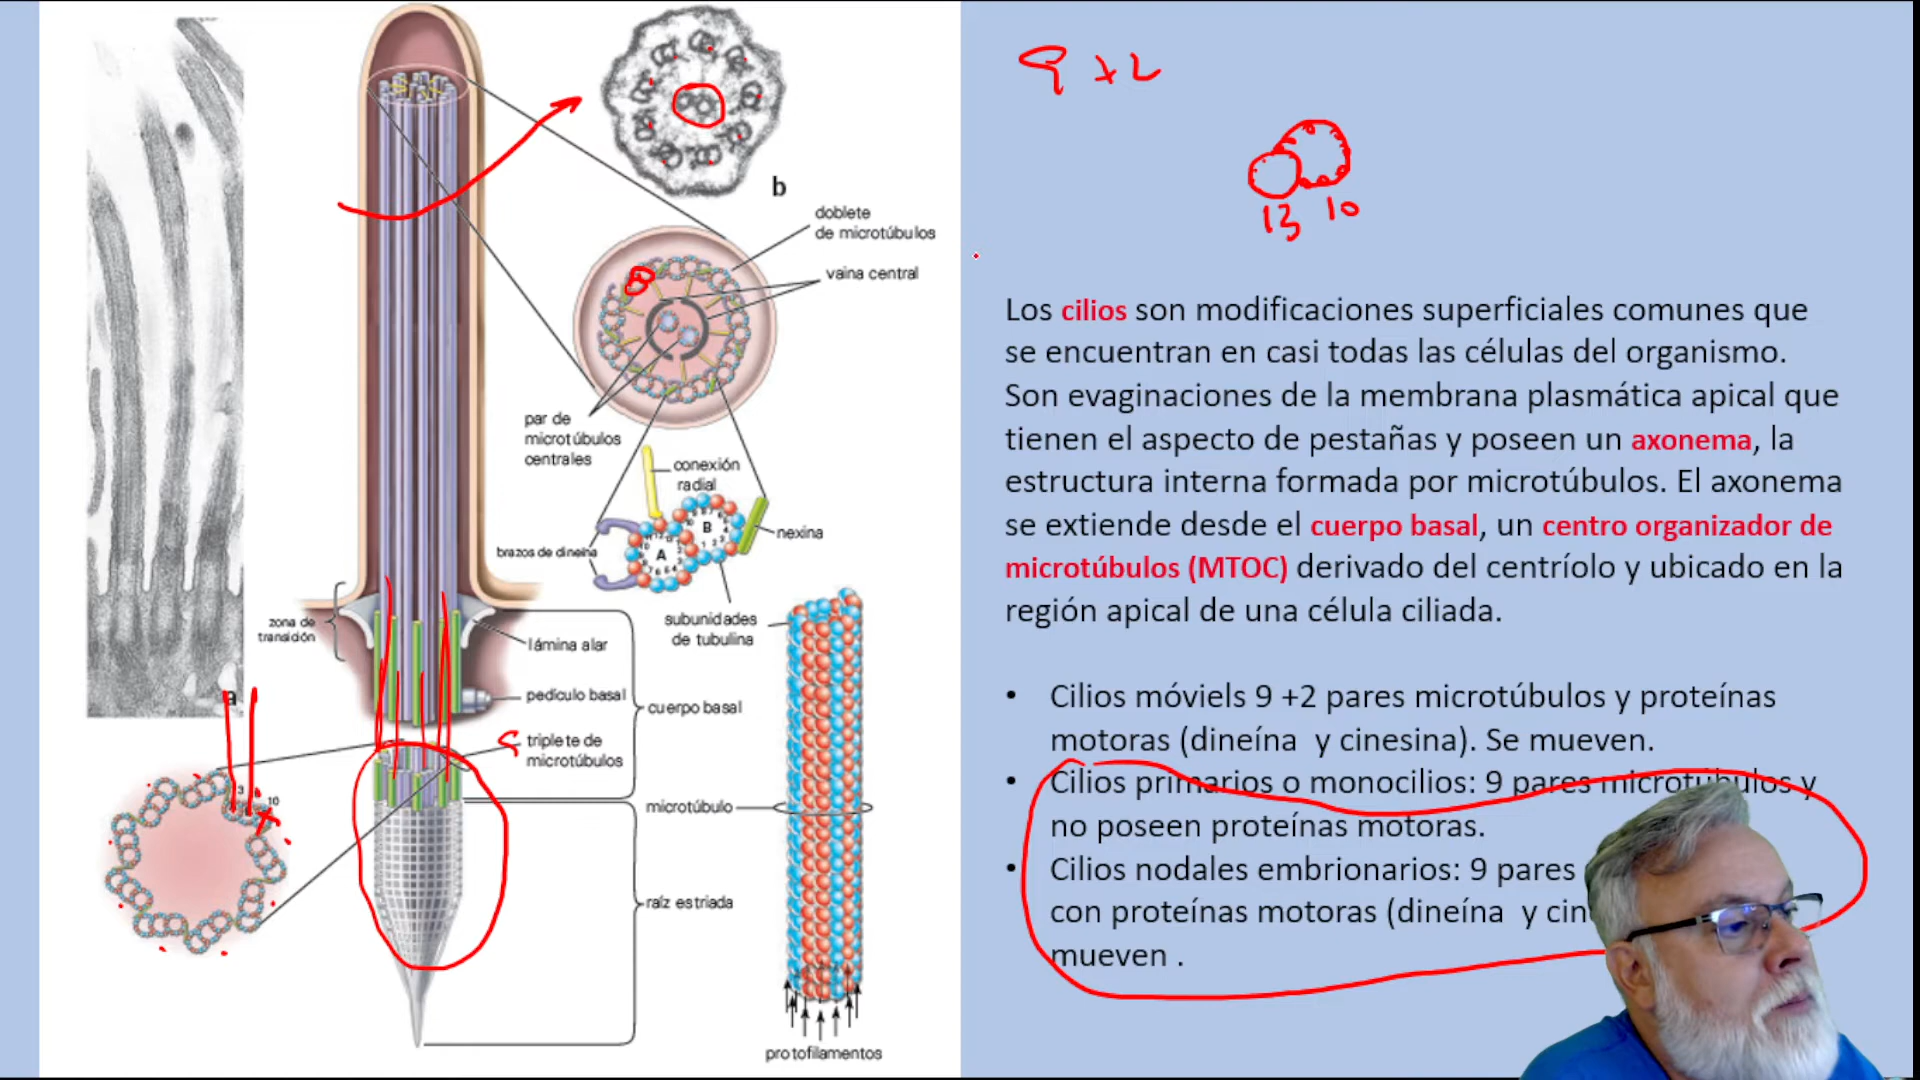 9 + 2
13 10
Los cilios son modificaciones superficiales comunes que
se encuentran en casi todas las células del organismo.
Son evaginaciones de la membrana plasmática apical que
tienen el aspecto de pestañas y poseen un axonema, la
estructura interna formada por microtúbulos. El axonema
se extiende desde el cuerpo basal, un centro organizador de
microtúbulos (MTOC) derivado del centríolo y ubicado en la
región apical de una célula ciliada.
• Cilios móviels 9 +2 pares microtúbulos y proteínas
motoras (dineína y cinesina). Se mueven.
• Cilios primarios o monocilios: 9 pares microtúbulos y
no poseen proteínas motoras.
• Cilios nodales embrionarios: 9 pares
con proteínas motoras (dineína y cin
mueven .
a
b
doblete
de microtúbulos
vaina central
par de
microtúbulos
centrales
conexión
radial
brazos de dineína
A
B
nexina
subunidades
de tubulina
zona de
transición
lámina alar
pedículo basal
cuerpo basal
triplete de
microtúbulos
microtúbulo
raíz estriada
protofilamentos
3
10